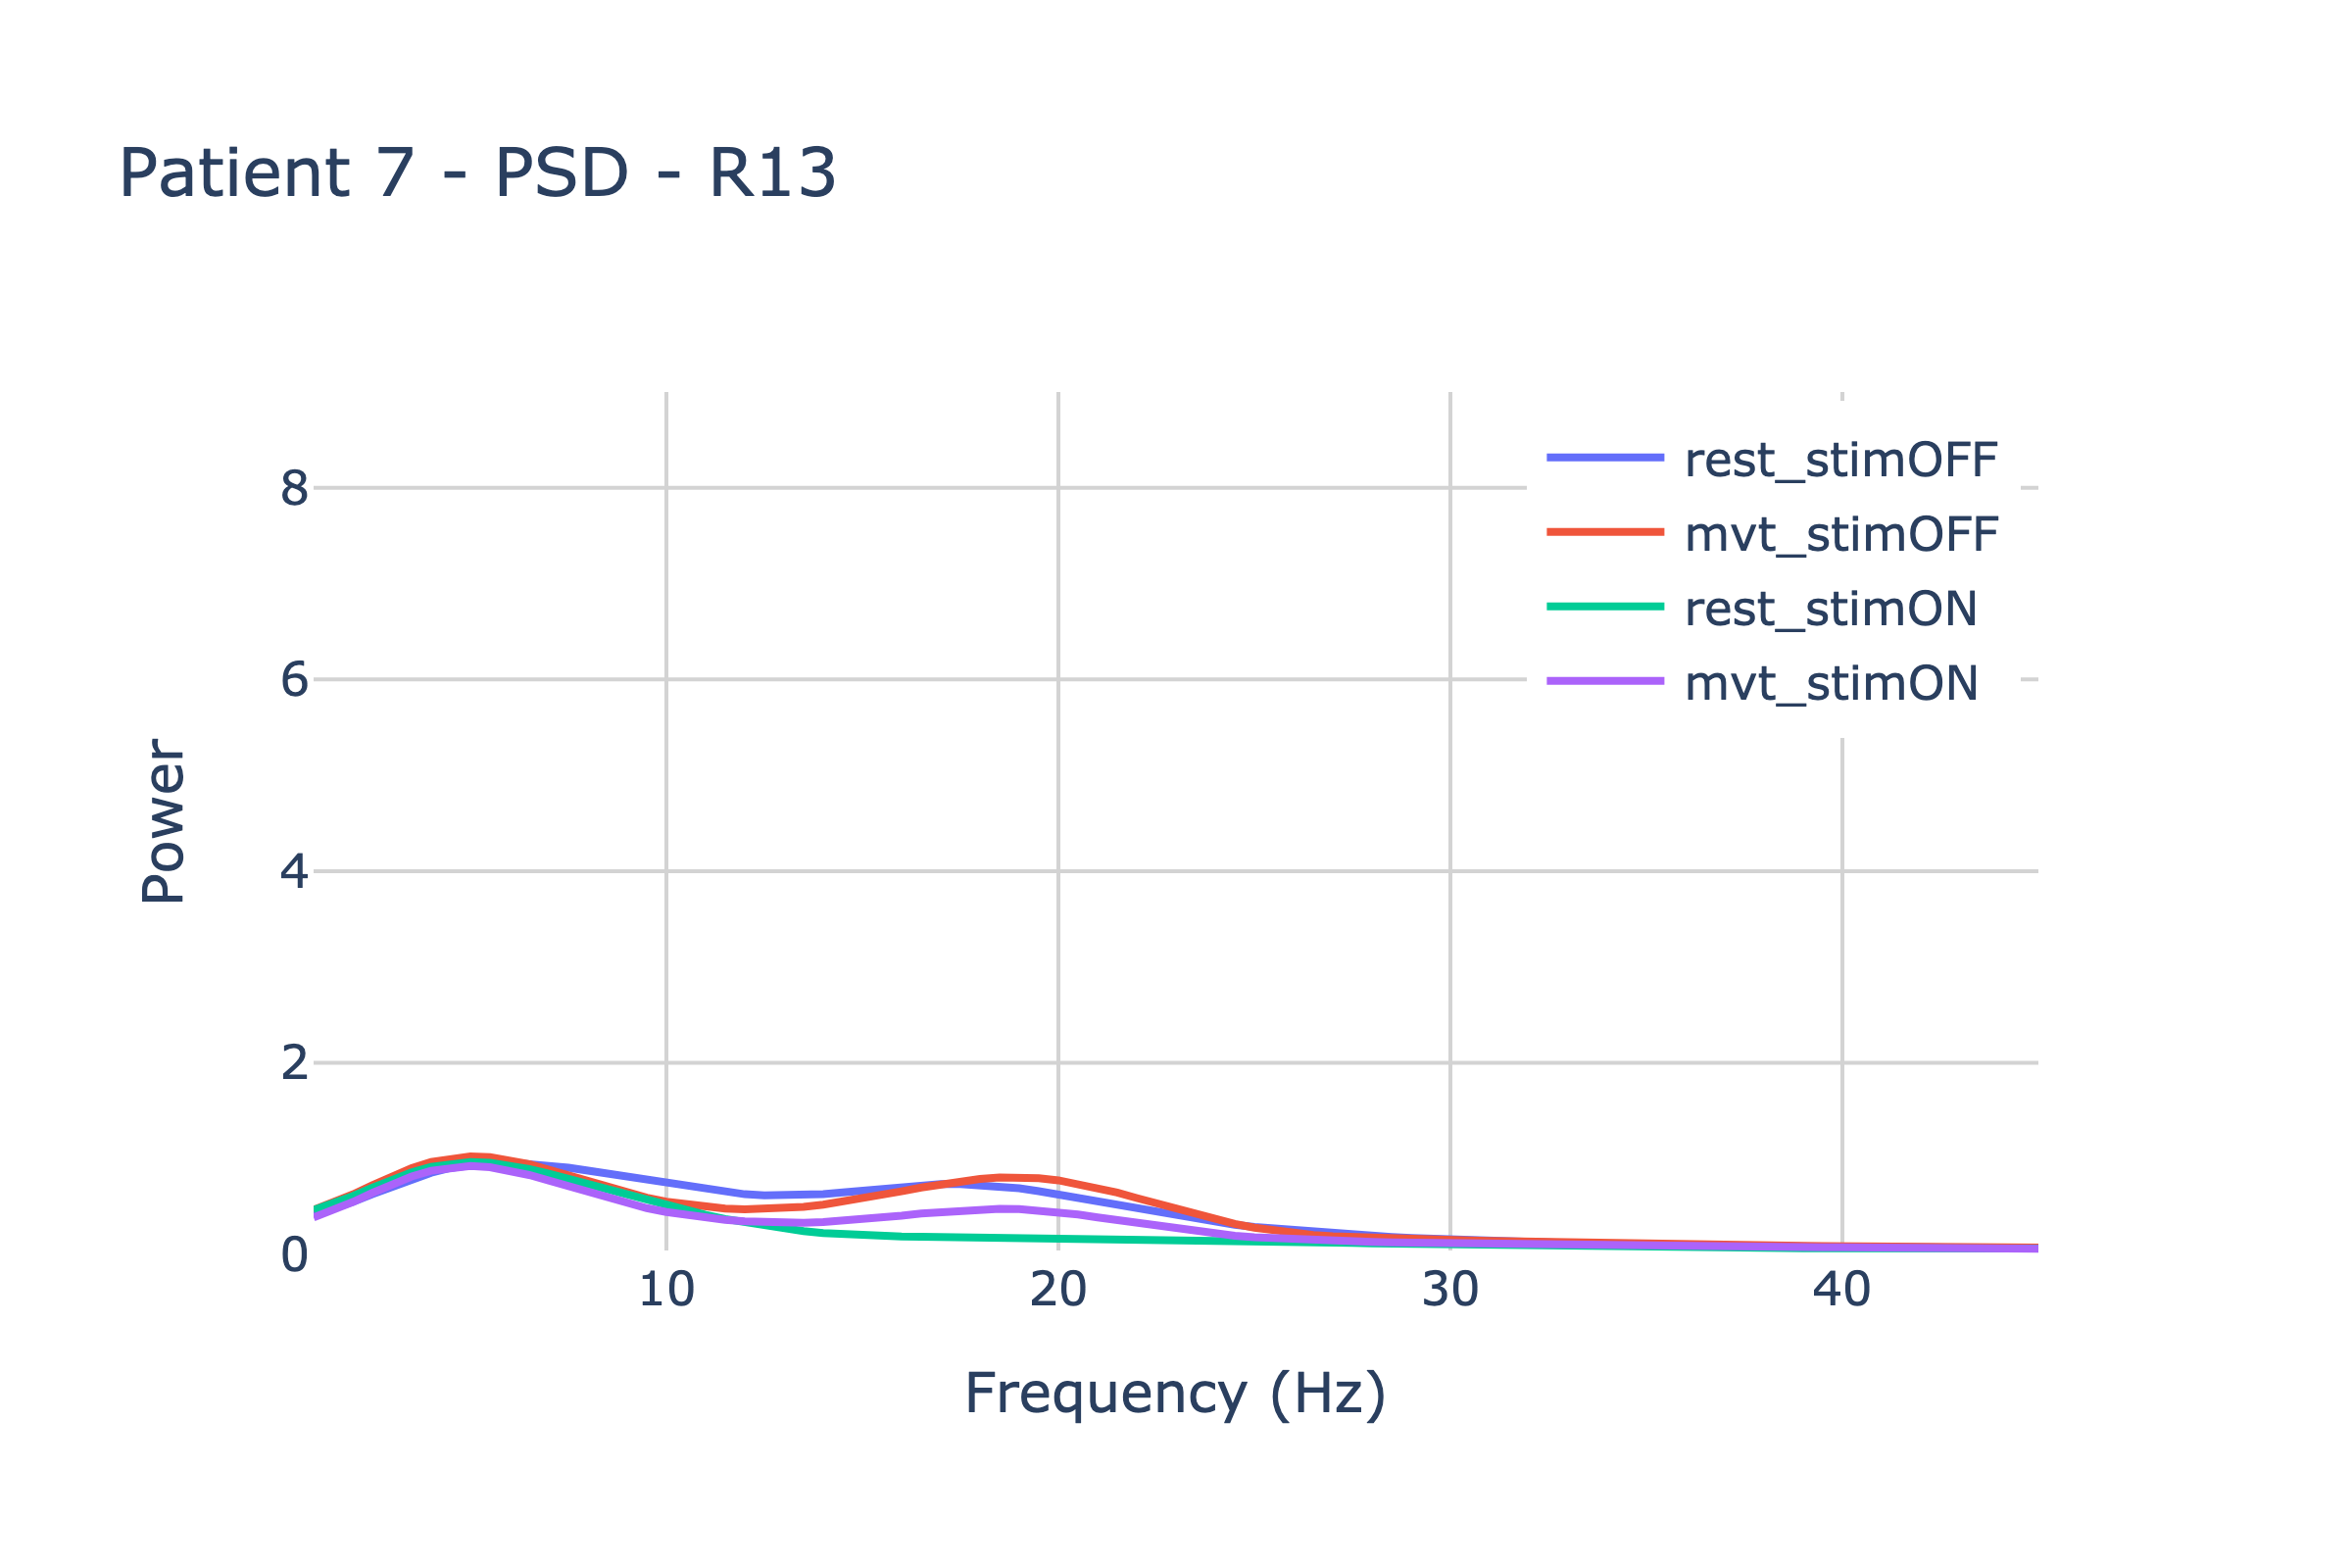 Patient 7 - PSD - R13
rest_stimOFF
mvt_stimOFF
rest_stimON
mvt_stimON
8
6
4
2
0
Power
10 20 30 40
Frequency (Hz)